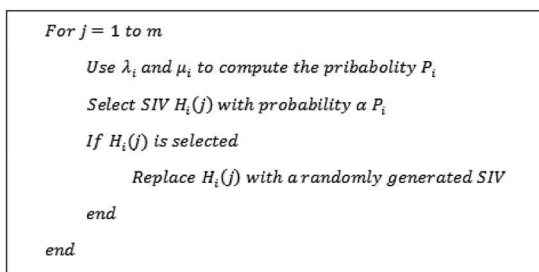 For j = 1 to m
Use λᵢ and μᵢ to compute the pribabolity Pᵢ
Select SIV Hᵢ(j) with probability α Pᵢ
If Hᵢ(j) is selected
Replace Hᵢ(j) with a randomly generated SIV
end
end